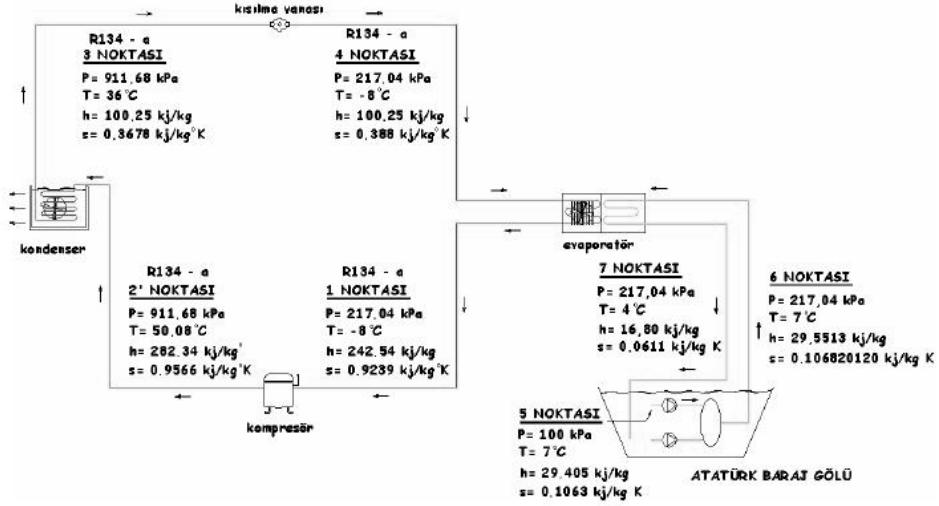 kısılma vanası
R134 - a
3 NOKTASI
P= 911,68 kPa
T= 36°C
h= 100,25 kj/kg
s= 0,3678 kj/kg°K
R134 - a
4 NOKTASI
P= 217,04 kPa
T= -8°C
h= 100,25 kj/kg
s= 0,388 kj/kg°K
kondenser
evaporatör
R134 - a
2' NOKTASI
P= 911,68 kPa
T= 50,08°C
h= 282.34 kj/kg°
s= 0,9566 kj/kg°K
R134 - a
1 NOKTASI
P= 217,04 kPa
T= -8°C
h= 242,54 kj/kg
s= 0,9239 kj/kg°K
kompresör
7 NOKTASI
P= 217,04 kPa
T= 4°C
h= 16,80 kj/kg
s= 0.0611 kj/kg K
6 NOKTASI
P= 217,04 kPa
T= 7°C
h= 29,5513 kj/kg
s= 0,106820120 kj/kg K
5 NOKTASI
P= 100 kPa
T= 7°C
h= 29,405 kj/kg
s= 0,1063 kj/kg K
ATATÜRK BARAJ GÖLÜ